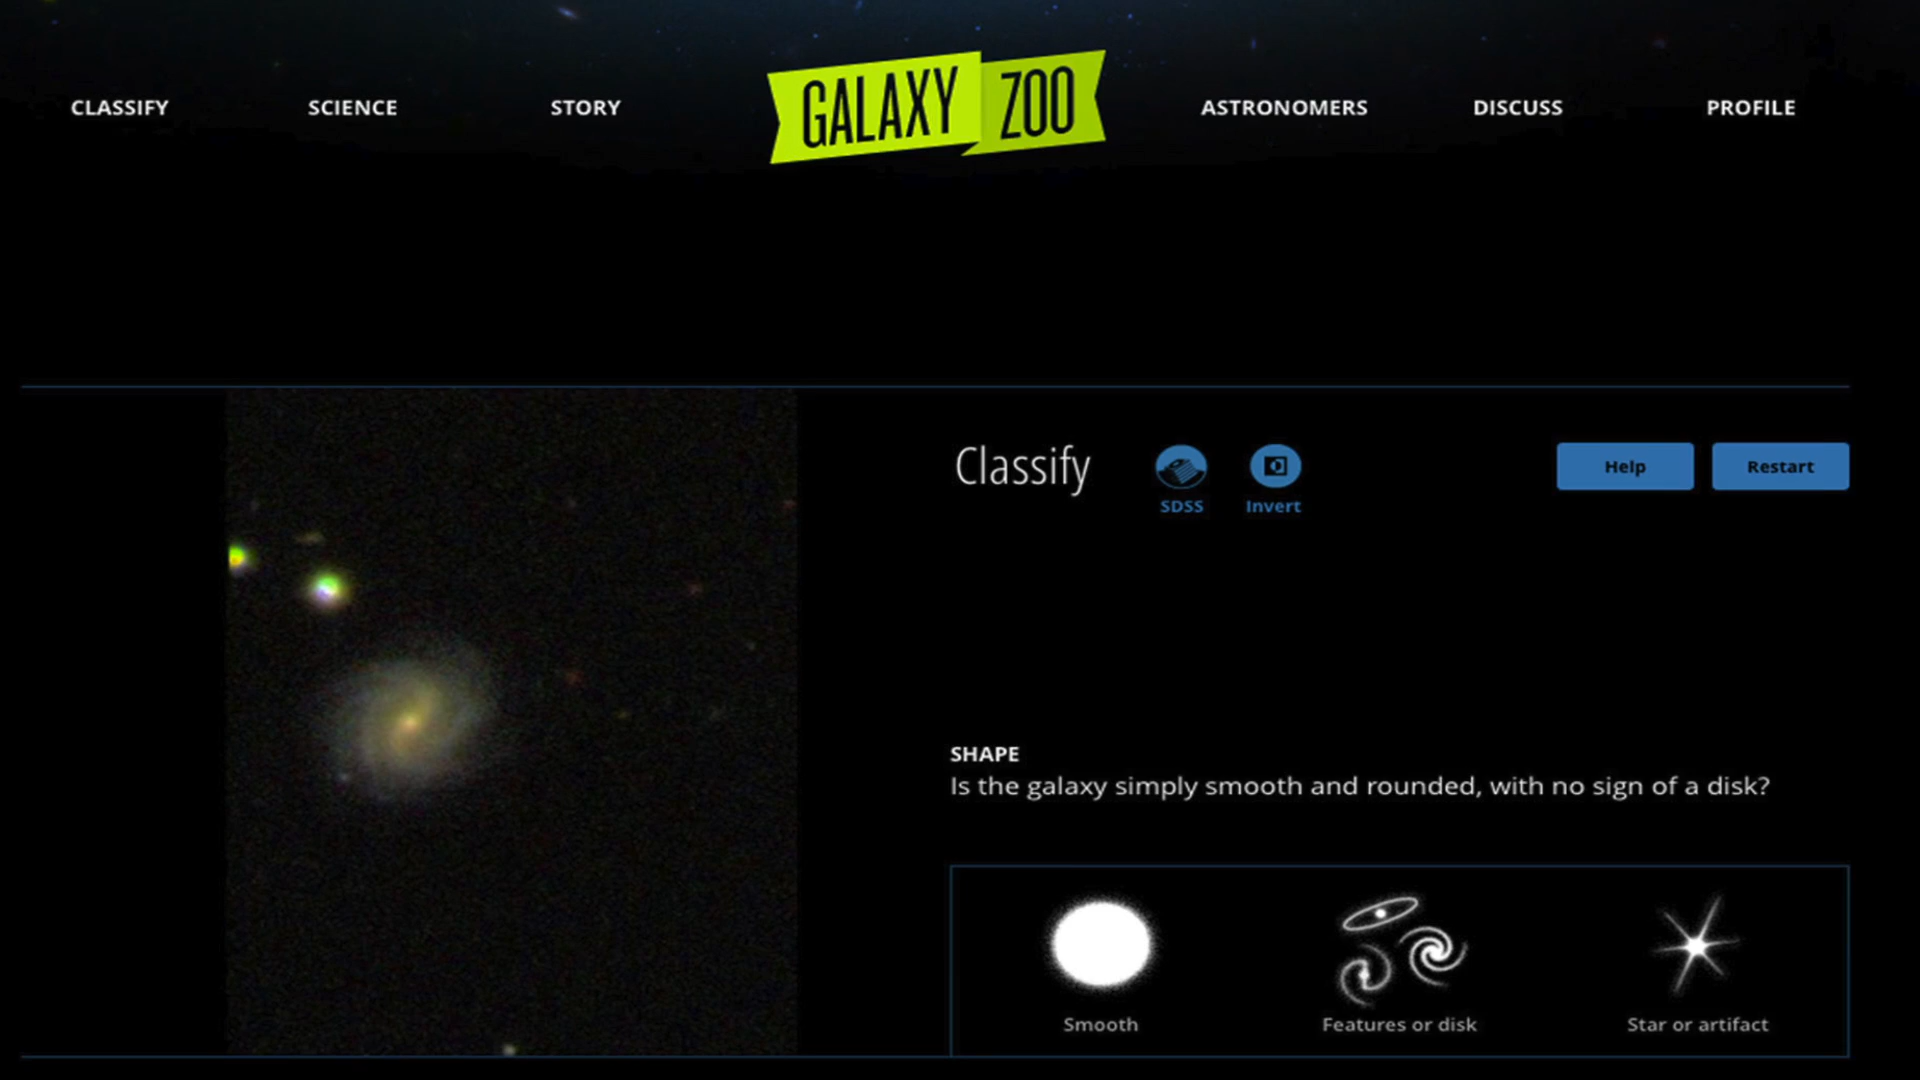 CLASSIFY SCIENCE STORY GALAXY ZOO ASTRONOMERS DISCUSS PROFILE
Classify SDSS Invert Help Restart
SHAPE
Is the galaxy simply smooth and rounded, with no sign of a disk?
Smooth Features or disk Star or artifact